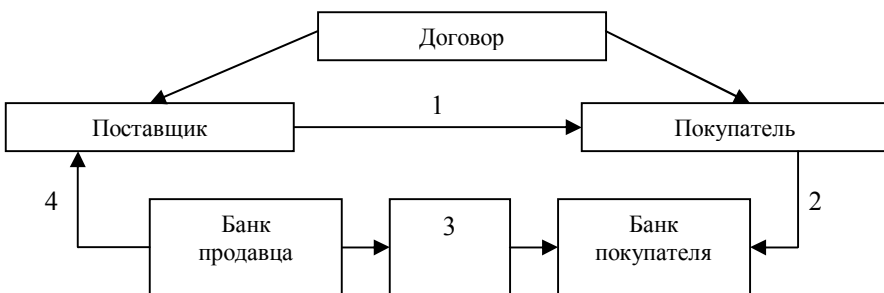 Договор
1
Поставщик
Покупатель
4
2
Банк
продавца
3
Банк
покупателя